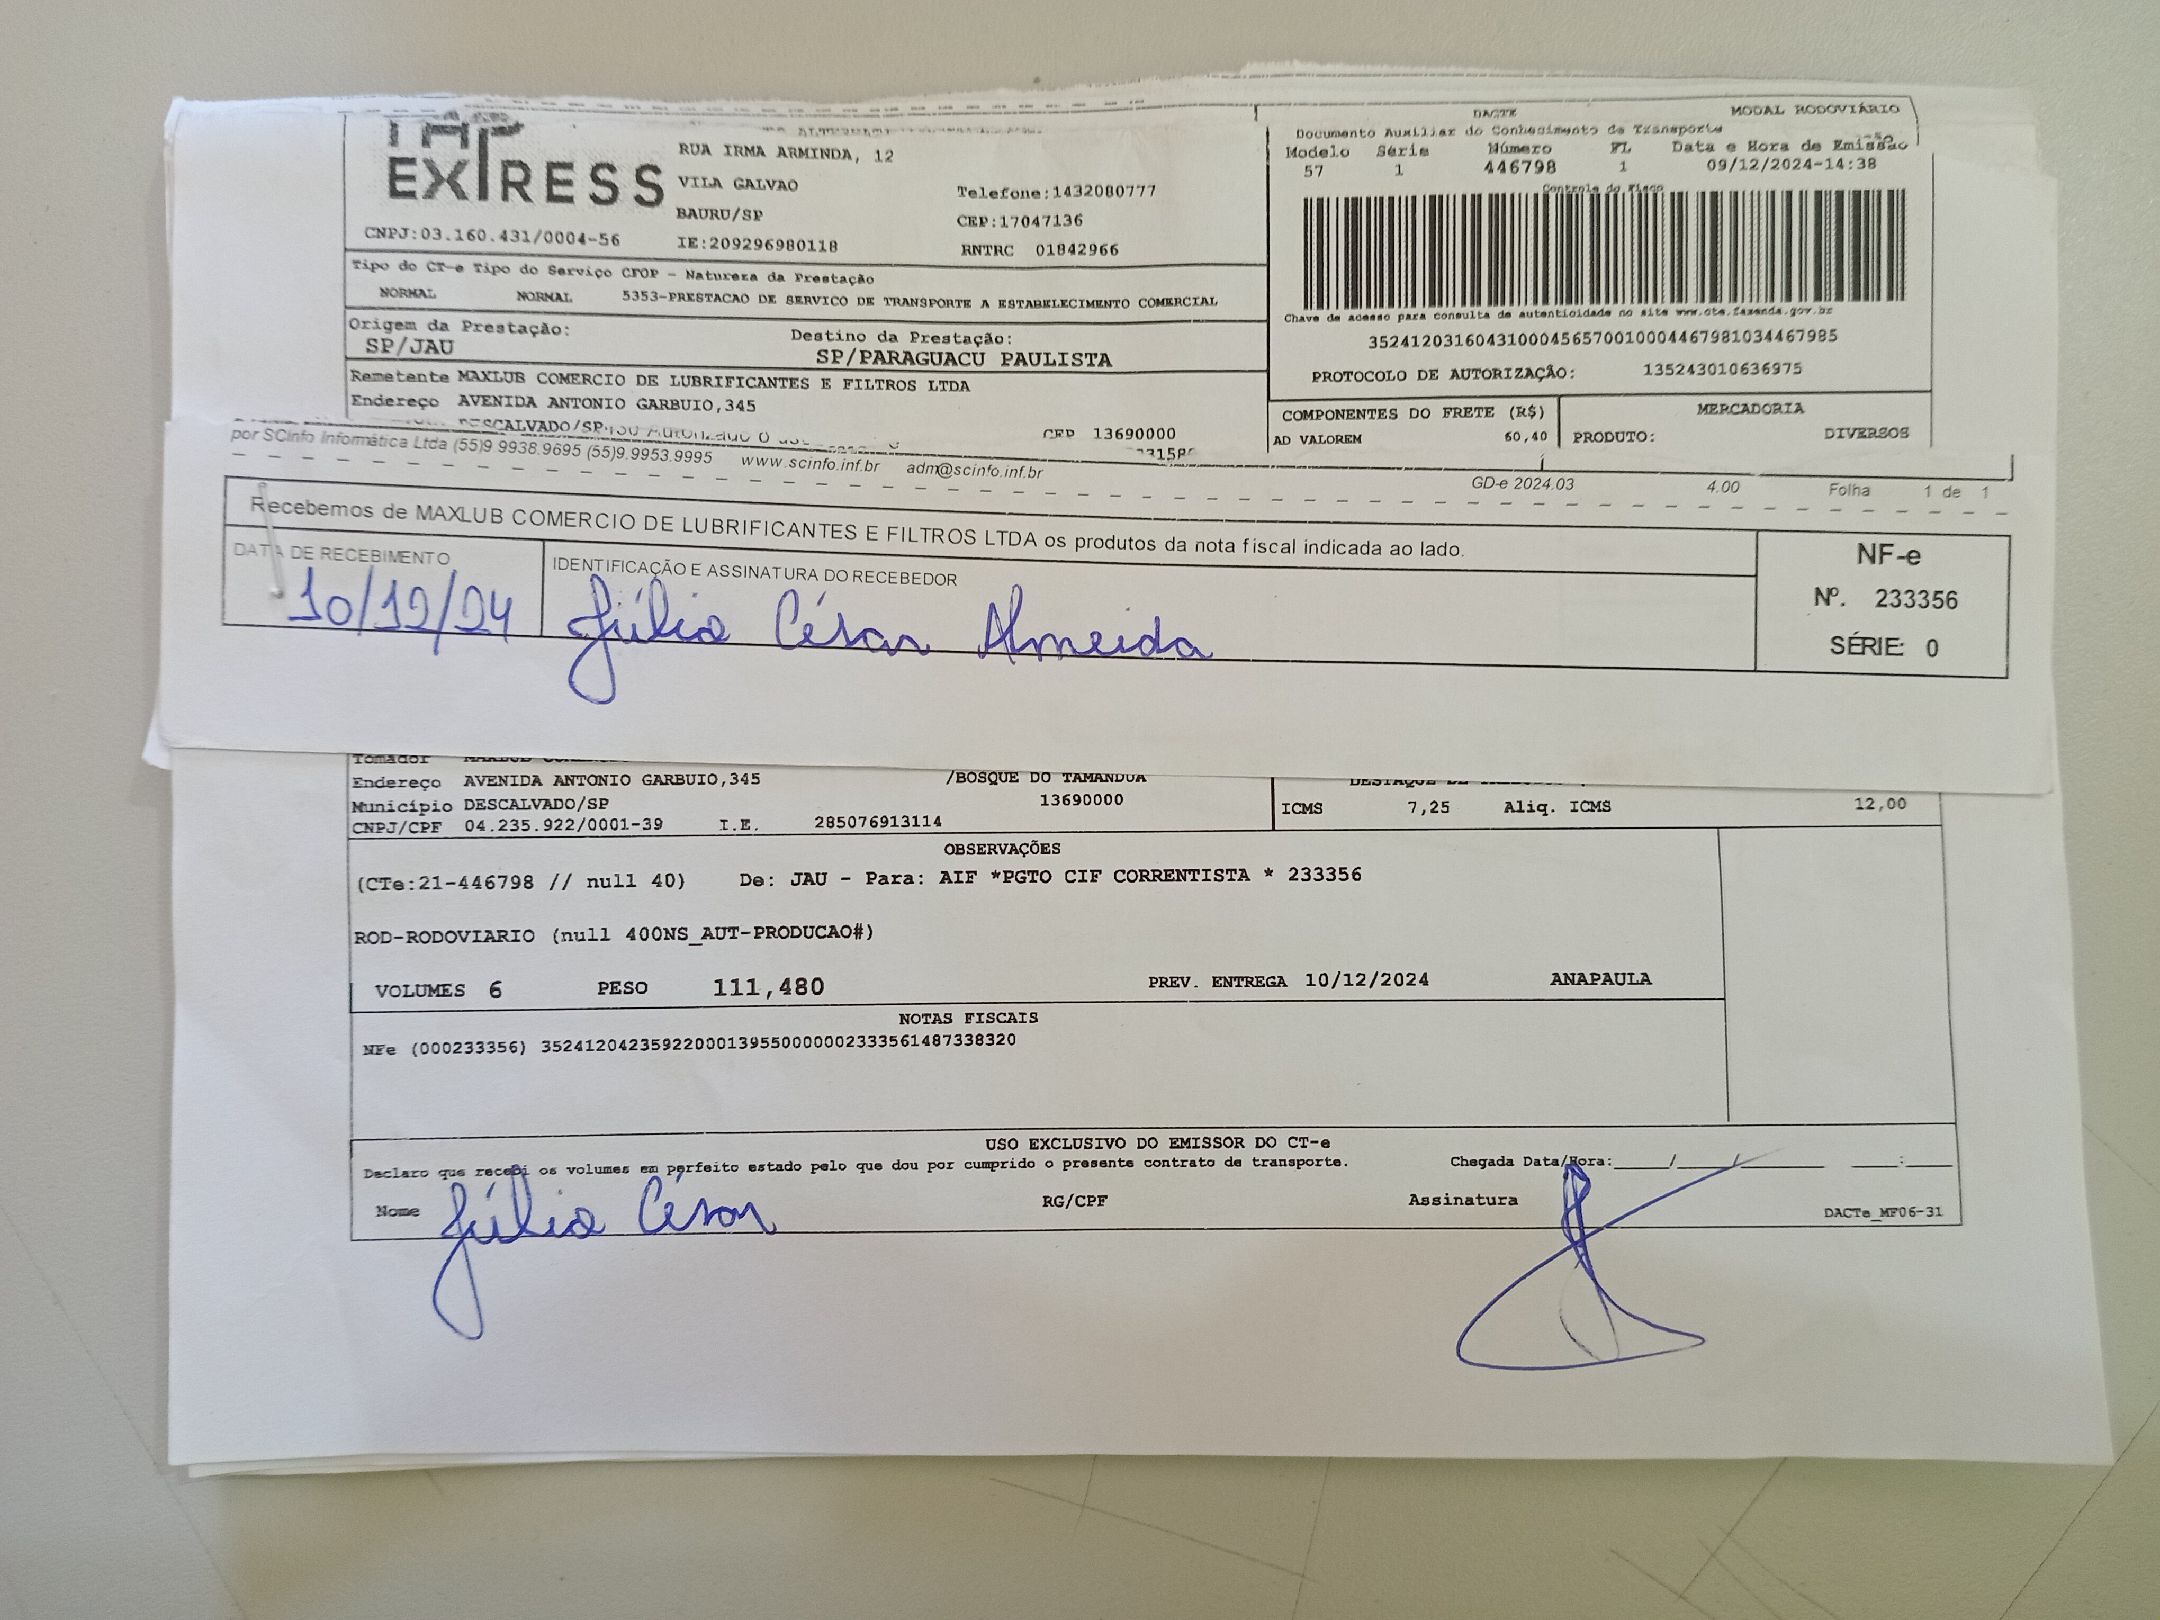 EXPRESS
RUA IRMA ARMINDA, 12
VILA GALVAO
Telefone:1432080777
BAURU/SP
CEP:17047136
CNPJ:03.160.431/0004-56
IE:209296980118
RNTRC 01842966
DACTE
MODAL RODOVIÁRIO
Documento Auxiliar do Conhecimento de Transporte
Modelo Série Número FL Data e Hora de Emissão
57 1 446798 1 09/12/2024-14:38
Controle do Fisco
Chave de acesso para consulta de autenticidade no site www.cte.fazenda.gov.br
35241203160431000456570010004467981034467985
PROTOCOLO DE AUTORIZAÇÃO: 135243010636975
Tipo do CT-e Tipo do Serviço CFOP - Natureza da Prestação
NORMAL NORMAL 5353-PRESTACAO DE SERVICO DE TRANSPORTE A ESTABELECIMENTO COMERCIAL
Origem da Prestação: Destino da Prestação:
SP/JAU SP/PARAGUACU PAULISTA
Remetente MAXLUB COMERCIO DE LUBRIFICANTES E FILTROS LTDA
Endereço AVENIDA ANTONIO GARBUIO,345
DESCALVADO/SP
CEP 13690000
COMPONENTES DO FRETE (R$) MERCADORIA
AD VALOREM 60,40 PRODUTO: DIVERSOS
por SCinfo Informática Ltda (55)9 9938.9695 (55)9.9953.9995 www.scinfo.inf.br adm@scinfo.inf.br GD-e 2024.03 4.00 Folha 1 de 1
Recebemos de MAXLUB COMERCIO DE LUBRIFICANTES E FILTROS LTDA os produtos da nota fiscal indicada ao lado.
NF-e
Nº. 233356
SÉRIE: 0
DATA DE RECEBIMENTO IDENTIFICAÇÃO E ASSINATURA DO RECEBEDOR
10/12/24 Júlio César Almeida
Tomador
Endereço AVENIDA ANTONIO GARBUIO,345 /BOSQUE DO TAMANDUA
Município DESCALVADO/SP 13690000
CNPJ/CPF 04.235.922/0001-39 I.E. 285076913114
ICMS 7,25 Aliq. ICMS 12,00
OBSERVAÇÕES
(CTe:21-446798 // null 40) De: JAU - Para: AIF *PGTO CIF CORRENTISTA * 233356
ROD-RODOVIARIO (null 400NS_AUT-PRODUCAO#)
VOLUMES 6 PESO 111,480 PREV. ENTREGA 10/12/2024 ANAPAULA
NOTAS FISCAIS
NFe (000233356) 35241204235922000139550000002333561487338320
USO EXCLUSIVO DO EMISSOR DO CT-e
Declaro que recebi os volumes em perfeito estado pelo que dou por cumprido o presente contrato de transporte. Chegada Data/Hora:____/____/______ ____:____
Nome Júlio César RG/CPF Assinatura
DACTe_MF06-31